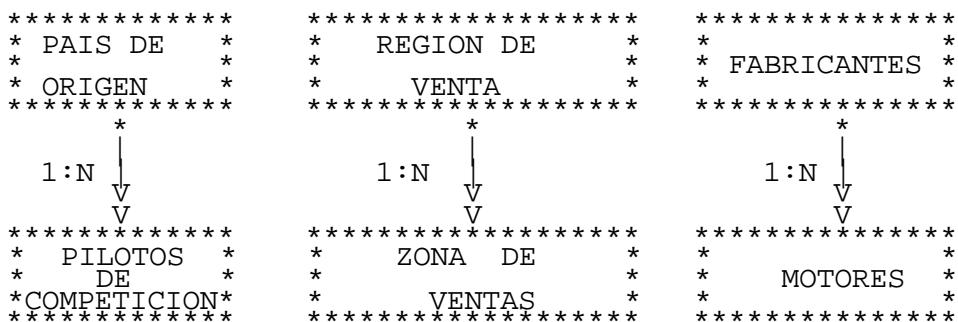 *************     *******************     ***************
*  PAIS DE   *     *    REGION DE     *     *             *
*            *     *                  *     * FABRICANTES *
*  ORIGEN    *     *      VENTA       *     *             *
*************     *******************     ***************
*     *     *
1:N     1:N     1:N
V     V     V
V     V     V
*************     *******************     ***************
*   PILOTOS  *     *     ZONA  DE     *     *             *
*     DE     *     *                  *     *   MOTORES   *
*COMPETICION*     *       VENTAS     *     *             *
*************     *******************     ***************